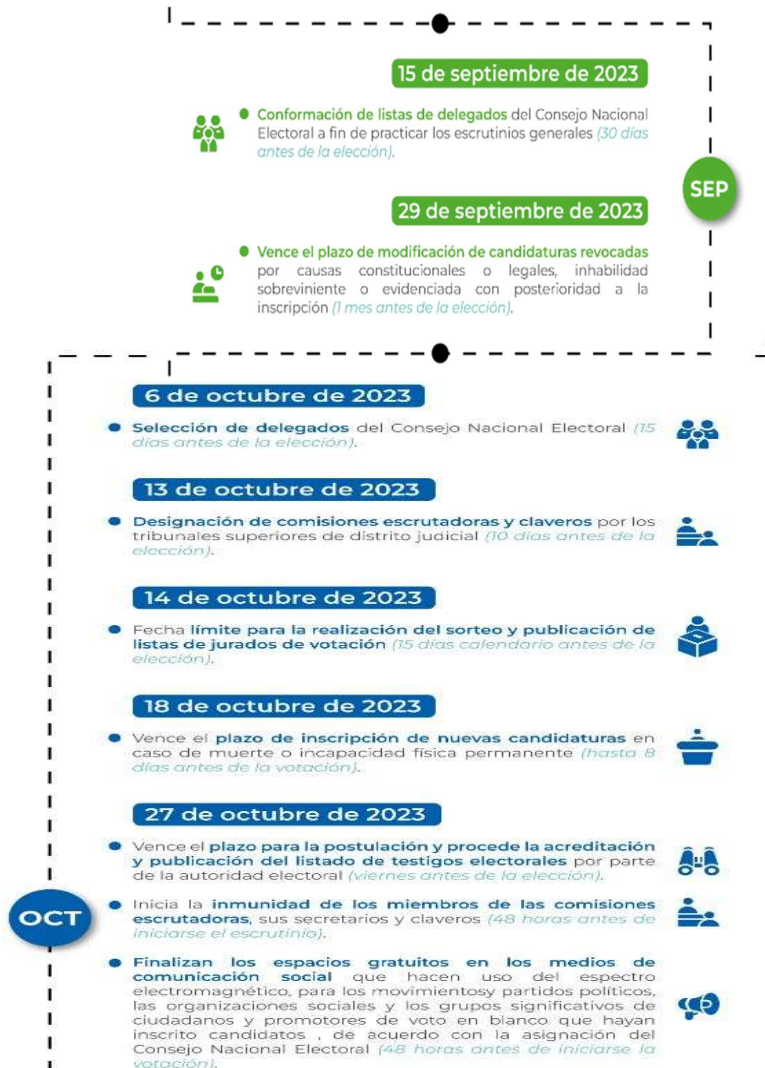 15 de septiembre de 2023
Conformación de listas de delegados del Consejo Nacional
Electoral a fin de practicar los escrutinios generales (30 días
antes de la elección).
SEP
29 de septiembre de 2023
Vence el plazo de modificación de candidaturas revocadas
por causas constitucionales o legales, inhabilidad
sobreviniente o evidenciada con posterioridad a la
inscripción (1 mes antes de la elección).
6 de octubre de 2023
Selección de delegados del Consejo Nacional Electoral (15
días antes de la elección).
13 de octubre de 2023
Designación de comisiones escrutadoras y claveros por los
tribunales superiores de distrito judicial (10 días antes de la
elección).
14 de octubre de 2023
Fecha límite para la realización del sorteo y publicación de
listas de jurados de votación (15 días calendario antes de la
elección).
18 de octubre de 2023
Vence el plazo de inscripción de nuevas candidaturas en
caso de muerte o incapacidad física permanente (hasta 8
días antes de la votación).
27 de octubre de 2023
Vence el plazo para la postulación y procede la acreditación
y publicación del listado de testigos electorales por parte
de la autoridad electoral (viernes antes de la elección).
OCT
Inicia la inmunidad de los miembros de las comisiones
escrutadoras, sus secretarios y claveros (48 horas antes de
iniciarse el escrutinio).
Finalizan los espacios gratuitos en los medios de
comunicación social que hacen uso del espectro
electromagnético, para los movimientosy partidos políticos,
las organizaciones sociales y los grupos significativos de
ciudadanos y promotores de voto en blanco que hayan
inscrito candidatos , de acuerdo con la asignación del
Consejo Nacional Electoral (48 horas antes de iniciarse la
votación).